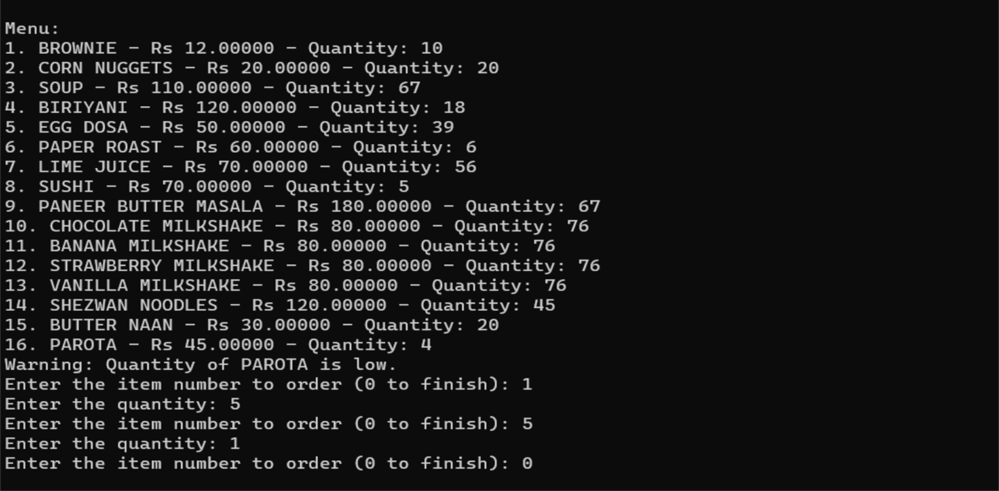 Menu:
1. BROWNIE - Rs 12.00000 - Quantity: 10
2. CORN NUGGETS - Rs 20.00000 - Quantity: 20
3. SOUP - Rs 110.00000 - Quantity: 67
4. BIRIYANI - Rs 120.00000 - Quantity: 18
5. EGG DOSA - Rs 50.00000 - Quantity: 39
6. PAPER ROAST - Rs 60.00000 - Quantity: 6
7. LIME JUICE - Rs 70.00000 - Quantity: 56
8. SUSHI - Rs 70.00000 - Quantity: 5
9. PANEER BUTTER MASALA - Rs 180.00000 - Quantity: 67
10. CHOCOLATE MILKSHAKE - Rs 80.00000 - Quantity: 76
11. BANANA MILKSHAKE - Rs 80.00000 - Quantity: 76
12. STRAWBERRY MILKSHAKE - Rs 80.00000 - Quantity: 76
13. VANILLA MILKSHAKE - Rs 80.00000 - Quantity: 76
14. SHEZWAN NOODLES - Rs 120.00000 - Quantity: 45
15. BUTTER NAAN - Rs 30.00000 - Quantity: 20
16. PAROTA - Rs 45.00000 - Quantity: 4
Warning: Quantity of PAROTA is low.
Enter the item number to order (0 to finish): 1
Enter the quantity: 5
Enter the item number to order (0 to finish): 5
Enter the quantity: 1
Enter the item number to order (0 to finish): 0